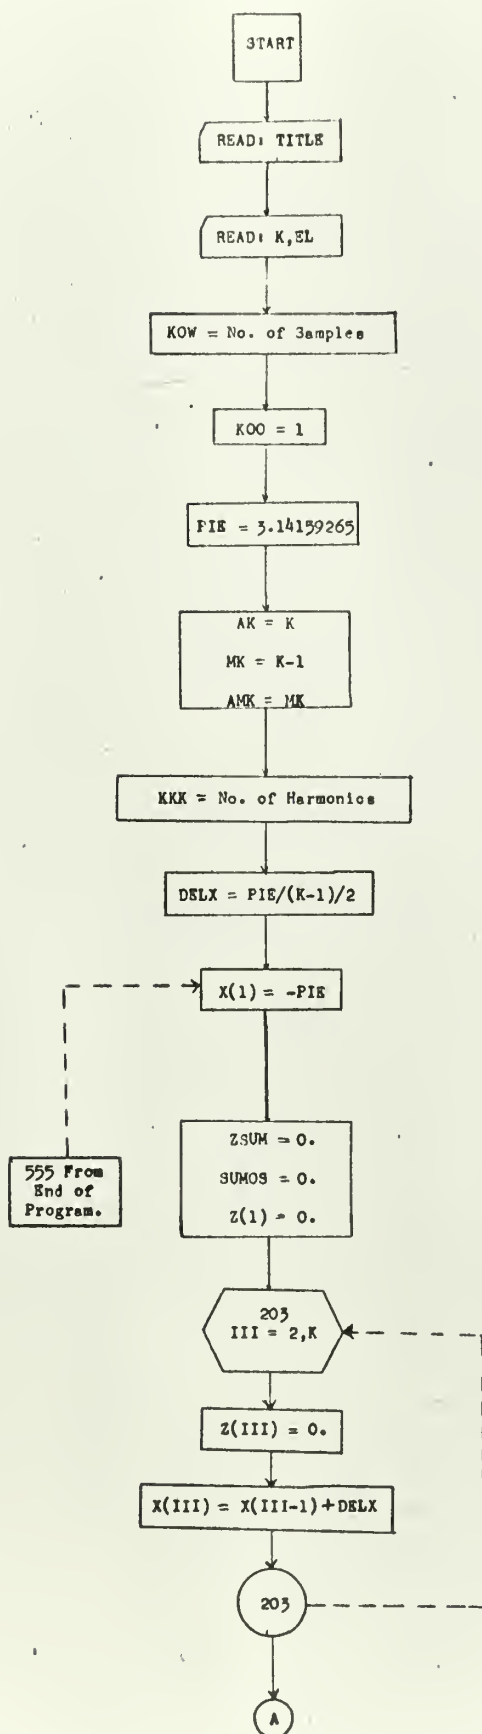 START
READ: TITLE
READ: K,EL
KOW = No. of Samples
KOO = 1
PIE = 3.14159265
AK = K
MK = K-1
AMK = MK
KKK = No. of Harmonics
DELX = PIE/(K-1)/2
X(1) = -PIE
555 From
End of
Program.
ZSUM = 0.
SUMOS = 0.
Z(1) = 0.
203
III = 2,K
Z(III) = 0.
X(III) = X(III-1)+DELX
203
A